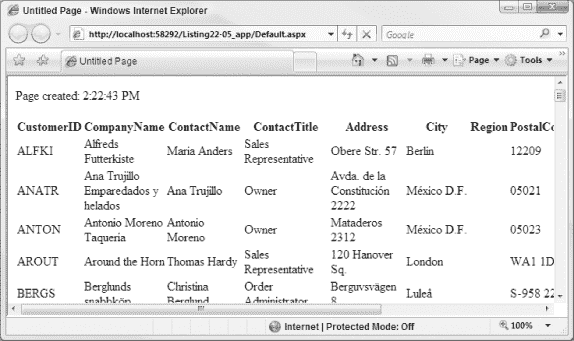 Untitled Page - Windows Internet Explorer
http://localhost:58292/Listing22-05_app/Default.aspx
Google
Untitled Page
Page
Tools
Page created: 2:22:43 PM
CustomerID CompanyName ContactName ContactTitle Address City Region PostalCo
ALFKI Alfreds Futterkiste Maria Anders Sales Representative Obere Str. 57 Berlin 12209
ANATR Ana Trujillo Emparedados y helados Ana Trujillo Owner Avda. de la Constitución 2222 México D.F. 05021
ANTON Antonio Moreno Taquería Antonio Moreno Owner Mataderos 2312 México D.F. 05023
AROUT Around the Horn Thomas Hardy Sales Representative 120 Hanover Sq. London WA1 1D
BERGS Berglunds snabbköp Christina Berglund Order Administrator Berguvsvägen 8 Luleå S-958 22
Internet | Protected Mode: Off
100%